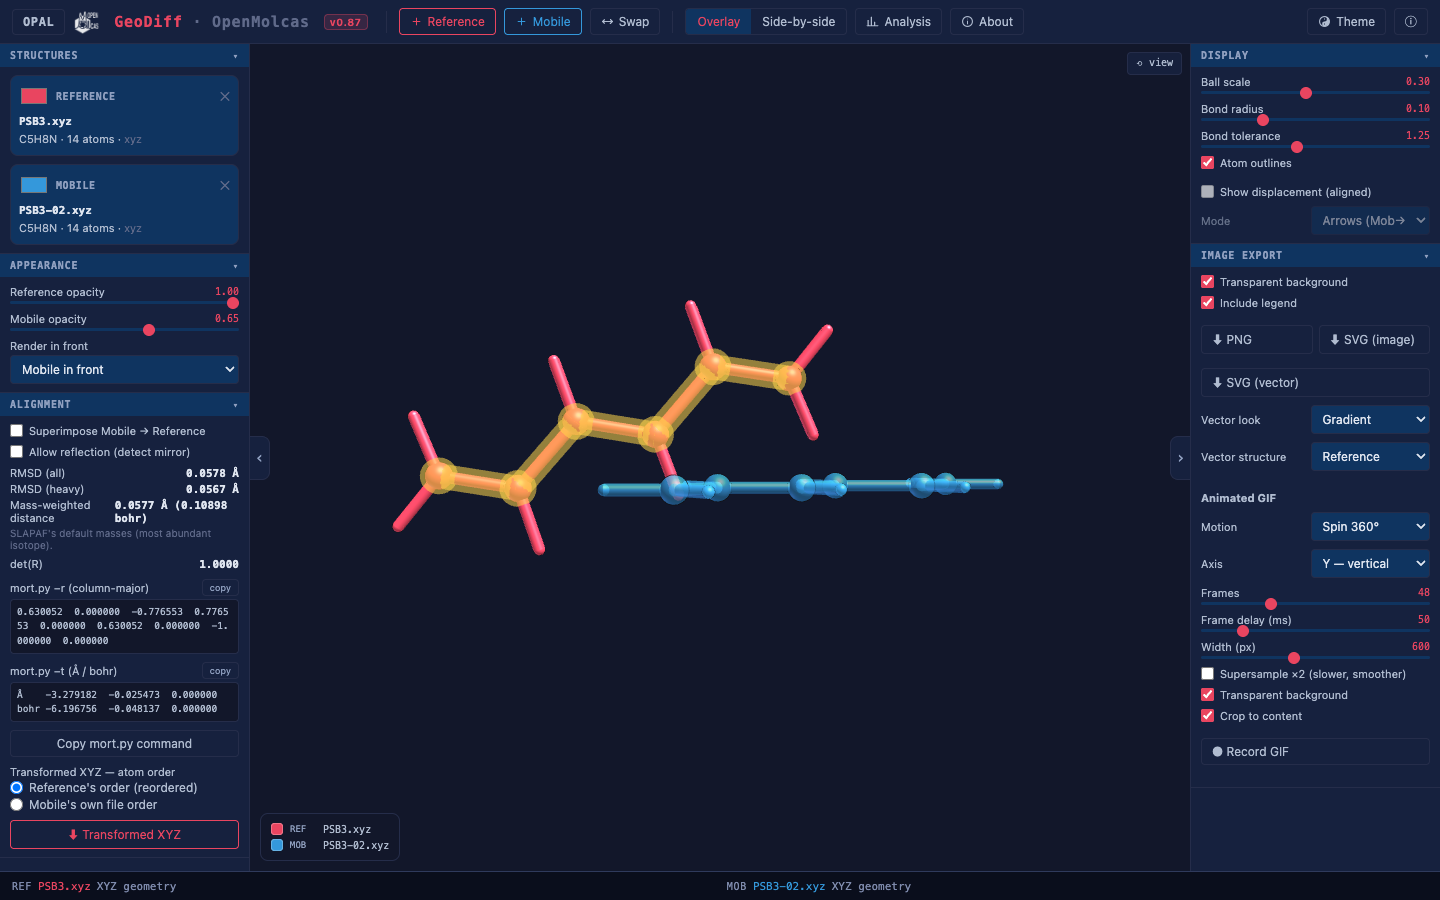 OPAL
OPEN MOLCAS
GeoDiff · OpenMolcas v0.87
+ Reference
+ Mobile
↔ Swap
Overlay
Side-by-side
Analysis
About
Theme
STRUCTURES
REFERENCE
PSB3.xyz
C5H8N · 14 atoms · xyz
MOBILE
PSB3-02.xyz
C5H8N · 14 atoms · xyz
APPEARANCE
Reference opacity 1.00
Mobile opacity 0.65
Render in front
Mobile in front
ALIGNMENT
Superimpose Mobile → Reference
Allow reflection (detect mirror)
RMSD (all) 0.0578 Å
RMSD (heavy) 0.0567 Å
Mass-weighted distance 0.0577 Å (0.10898 bohr)
SLAPAF's default masses (most abundant isotope).
det(R) 1.0000
mort.py -r (column-major) copy
0.630052 0.000000 -0.776553 0.7765
53 0.000000 0.630052 0.000000 -1.
000000 0.000000
mort.py -t (Å / bohr) copy
Å -3.279182 -0.025473 0.000000
bohr -6.196756 -0.048137 0.000000
Copy mort.py command
Transformed XYZ — atom order
Reference's order (reordered)
Mobile's own file order
⬇ Transformed XYZ
⟲ view
REF PSB3.xyz
MOB PSB3-02.xyz
DISPLAY
Ball scale 0.30
Bond radius 0.10
Bond tolerance 1.25
Atom outlines
Show displacement (aligned)
Mode Arrows (Mob→
IMAGE EXPORT
Transparent background
Include legend
⬇ PNG
⬇ SVG (image)
⬇ SVG (vector)
Vector look Gradient
Vector structure Reference
Animated GIF
Motion Spin 360°
Axis Y — vertical
Frames 48
Frame delay (ms) 50
Width (px) 600
Supersample ×2 (slower, smoother)
Transparent background
Crop to content
Record GIF
REF PSB3.xyz XYZ geometry
MOB PSB3-02.xyz XYZ geometry